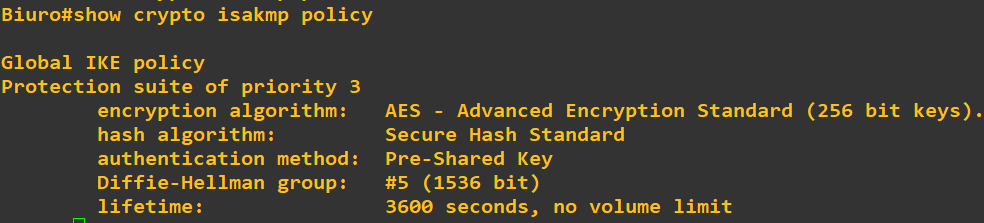 Biuro#show crypto isakmp policy
Global IKE policy
Protection suite of priority 3
encryption algorithm: AES - Advanced Encryption Standard (256 bit keys).
hash algorithm: Secure Hash Standard
authentication method: Pre-Shared Key
Diffie-Hellman group: #5 (1536 bit)
lifetime: 3600 seconds, no volume limit